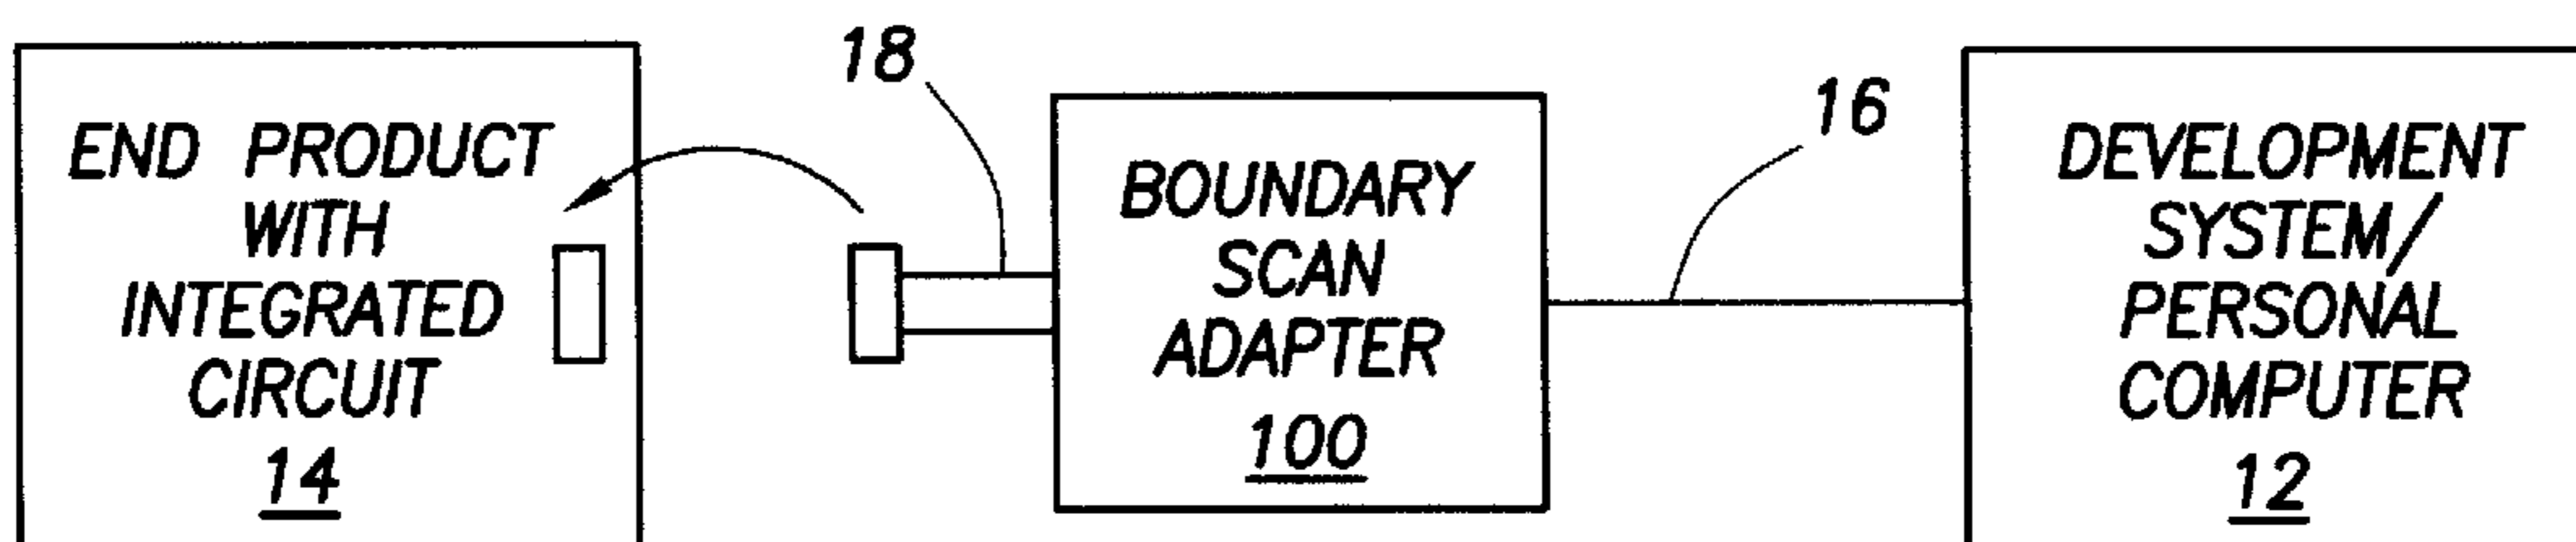 END PRODUCT
WITH
INTEGRATED
CIRCUIT
14
18
BOUNDARY
SCAN
ADAPTER
100
16
DEVELOPMENT
SYSTEM/
PERSONAL
COMPUTER
12